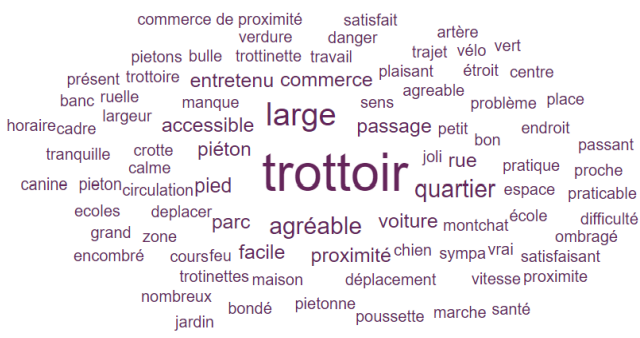 commerce de proximité satisfait
artère
verdure danger
pietons bulle trottinette travail trajet vélo vert
présent trottoire entretenu commerce plaisant étroit centre
banc ruelle manque large sens agreable problème place
horaire cadre largeur accessible passage petit bon endroit
tranquille crotte piéton trottoir joli rue pratique passant
calme proche
canine pieton circulation pied quartier espace praticable
ecoles deplacer parc agréable voiture montchat école difficulté
grand zone ombragé
encombré cours feu facile proximité chien sympa vrai satisfaisant
trotinettes maison déplacement vitesse proximite
nombreux bondé pietonne poussette marche santé
jardin